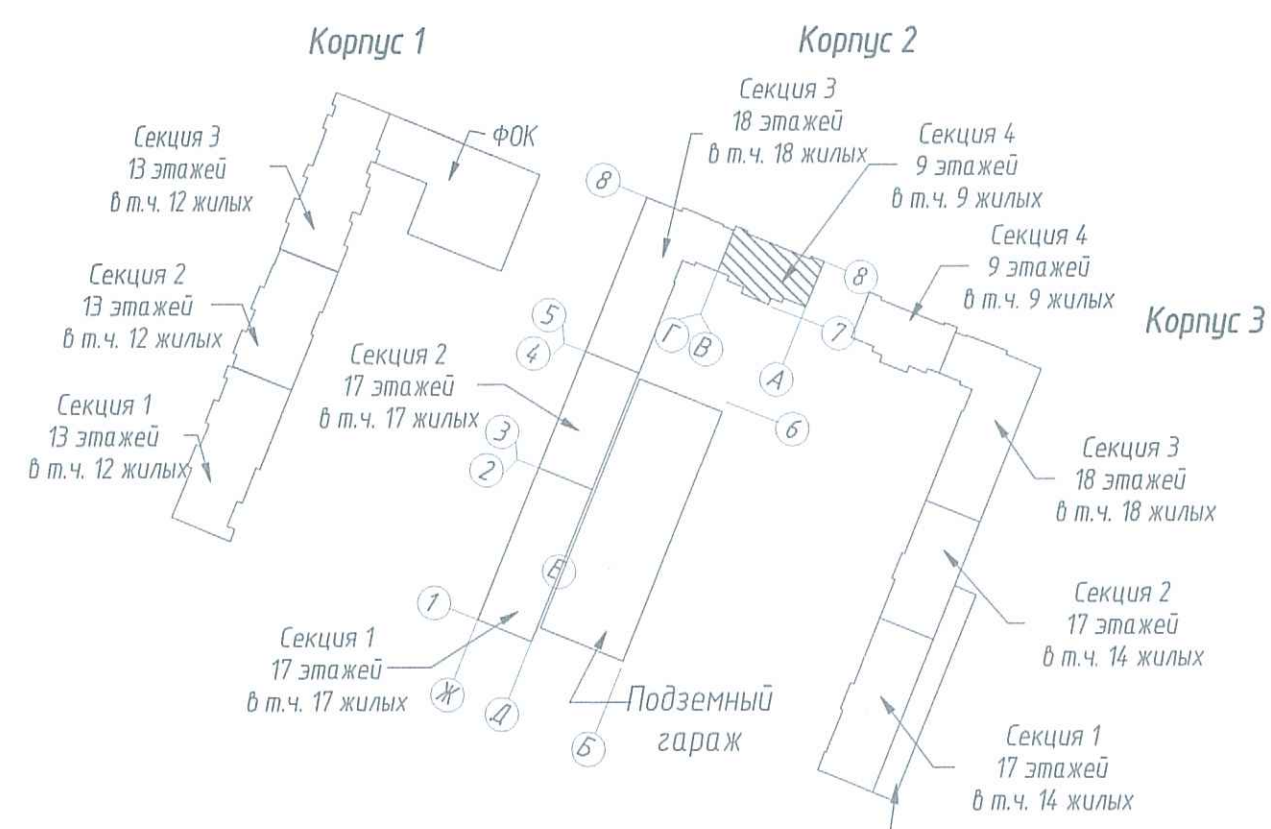 Корпус 1
Корпус 2
Секция 3
18 этажей
в т.ч. 18 жилых
Секция 3
13 этажей
в т.ч. 12 жилых
ФОК
Секция 4
9 этажей
в т.ч. 9 жилых
8
Секция 4
9 этажей
в т.ч. 9 жилых
8
Корпус 3
Секция 2
13 этажей
в т.ч. 12 жилых
5
4
Г
В
7
А
Секция 2
17 этажей
в т.ч. 17 жилых
6
Секция 1
13 этажей
в т.ч. 12 жилых
3
2
Секция 3
18 этажей
в т.ч. 18 жилых
Е
1
Секция 2
17 этажей
в т.ч. 14 жилых
Секция 1
17 этажей
в т.ч. 17 жилых
Ж
Д
Б
Подземный
гараж
Секция 1
17 этажей
в т.ч. 14 жилых